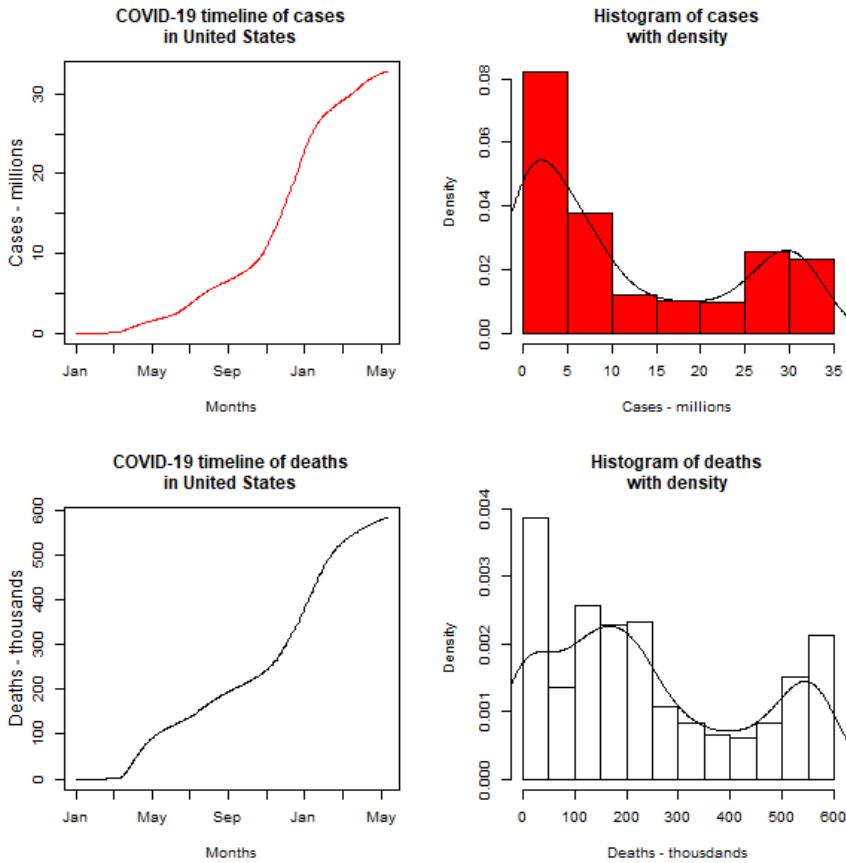 COVID-19 timeline of cases
in United States
Cases - millions
30
20
10
0
Jan May Sep Jan May
Months
Histogram of cases
with density
Density
0.08
0.06
0.04
0.02
0.00
0 5 10 15 20 25 30 35
Cases - millions
COVID-19 timeline of deaths
in United States
Deaths - thousands
600
500
400
300
200
100
0
Jan May Sep Jan May
Months
Histogram of deaths
with density
Density
0.004
0.003
0.002
0.001
0.000
0 100 200 300 400 500 600
Deaths - thousdands